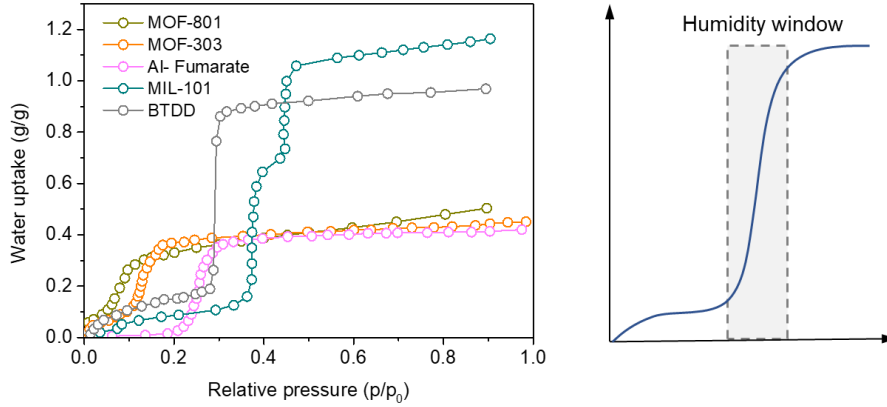 MOF-801
MOF-303
Al- Fumarate
MIL-101
BTDD
Water uptake (g/g)
1.2
1.0
0.8
0.6
0.4
0.2
0.0
0.0 0.2 0.4 0.6 0.8 1.0
Relative pressure (p/p₀)
Humidity window